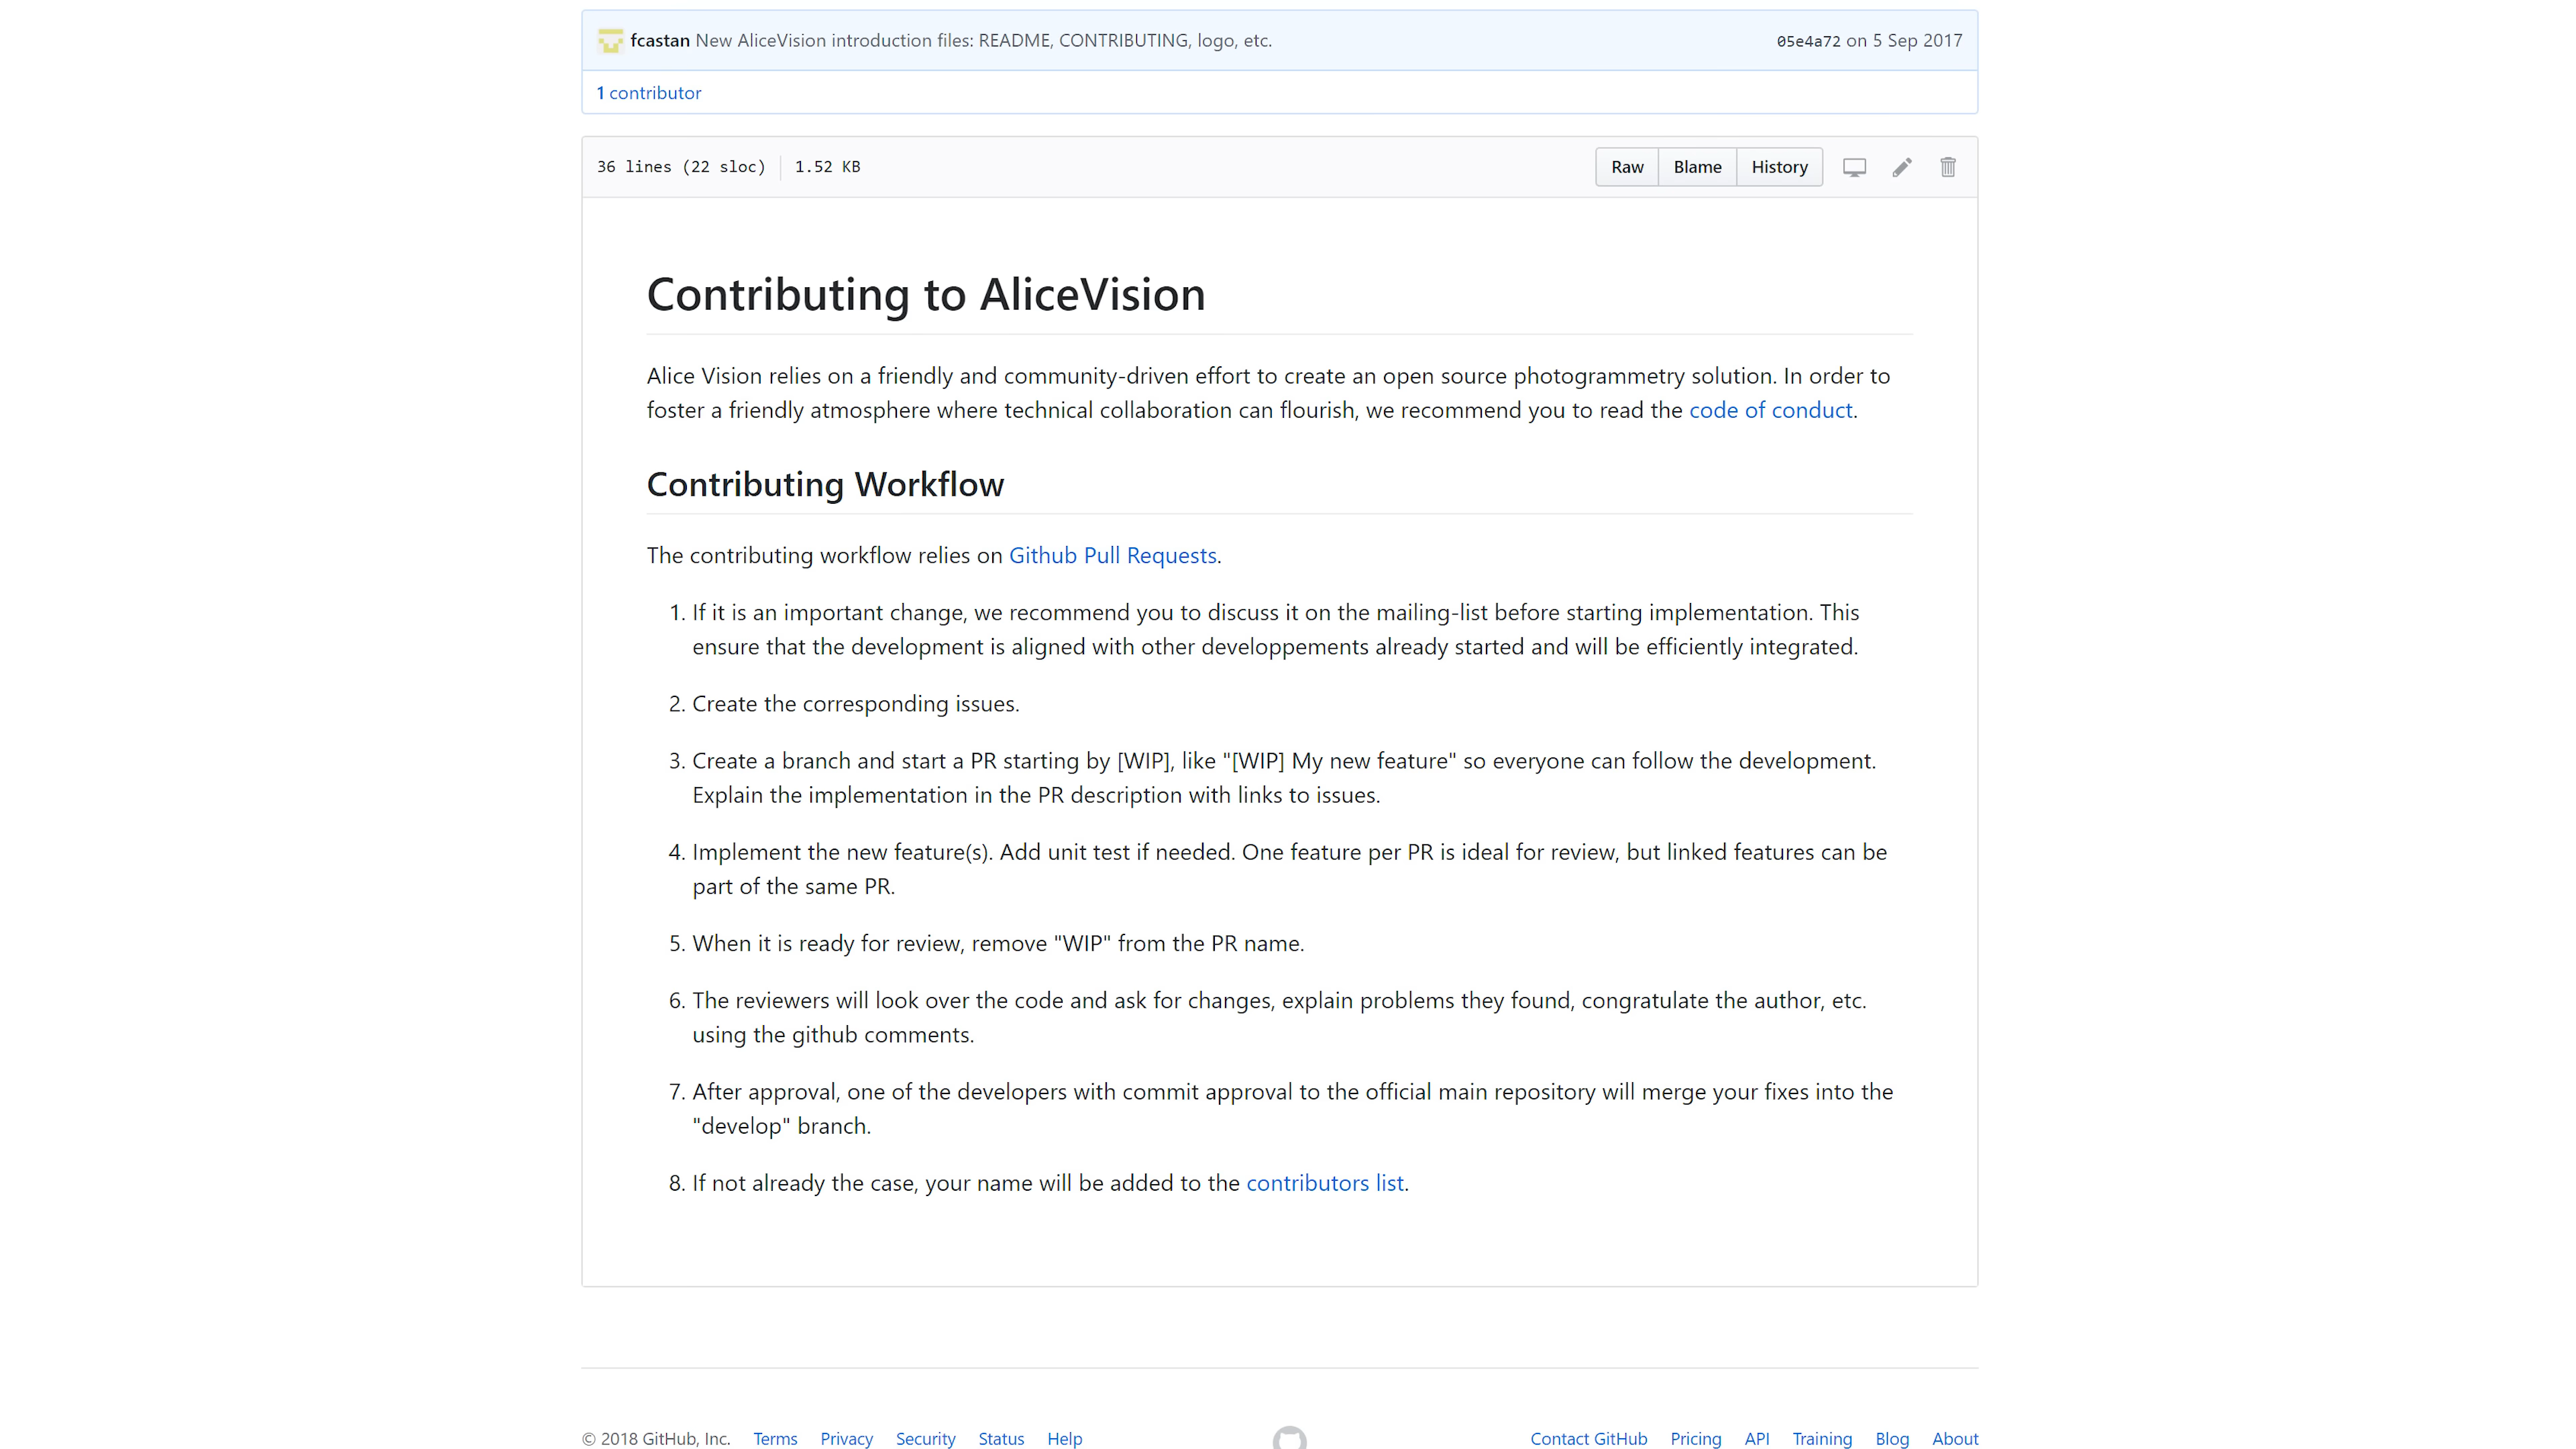 fcastan New AliceVision introduction files: README, CONTRIBUTING, logo, etc.
05e4a72 on 5 Sep 2017
1 contributor
36 lines (22 sloc) 1.52 KB
Raw Blame History
Contributing to AliceVision
Alice Vision relies on a friendly and community-driven effort to create an open source photogrammetry solution. In order to
foster a friendly atmosphere where technical collaboration can flourish, we recommend you to read the code of conduct.
Contributing Workflow
The contributing workflow relies on Github Pull Requests.
1. If it is an important change, we recommend you to discuss it on the mailing-list before starting implementation. This
ensure that the development is aligned with other developpements already started and will be efficiently integrated.
2. Create the corresponding issues.
3. Create a branch and start a PR starting by [WIP], like "[WIP] My new feature" so everyone can follow the development.
Explain the implementation in the PR description with links to issues.
4. Implement the new feature(s). Add unit test if needed. One feature per PR is ideal for review, but linked features can be
part of the same PR.
5. When it is ready for review, remove "WIP" from the PR name.
6. The reviewers will look over the code and ask for changes, explain problems they found, congratulate the author, etc.
using the github comments.
7. After approval, one of the developers with commit approval to the official main repository will merge your fixes into the
"develop" branch.
8. If not already the case, your name will be added to the contributors list.
© 2018 GitHub, Inc. Terms Privacy Security Status Help
Contact GitHub Pricing API Training Blog About